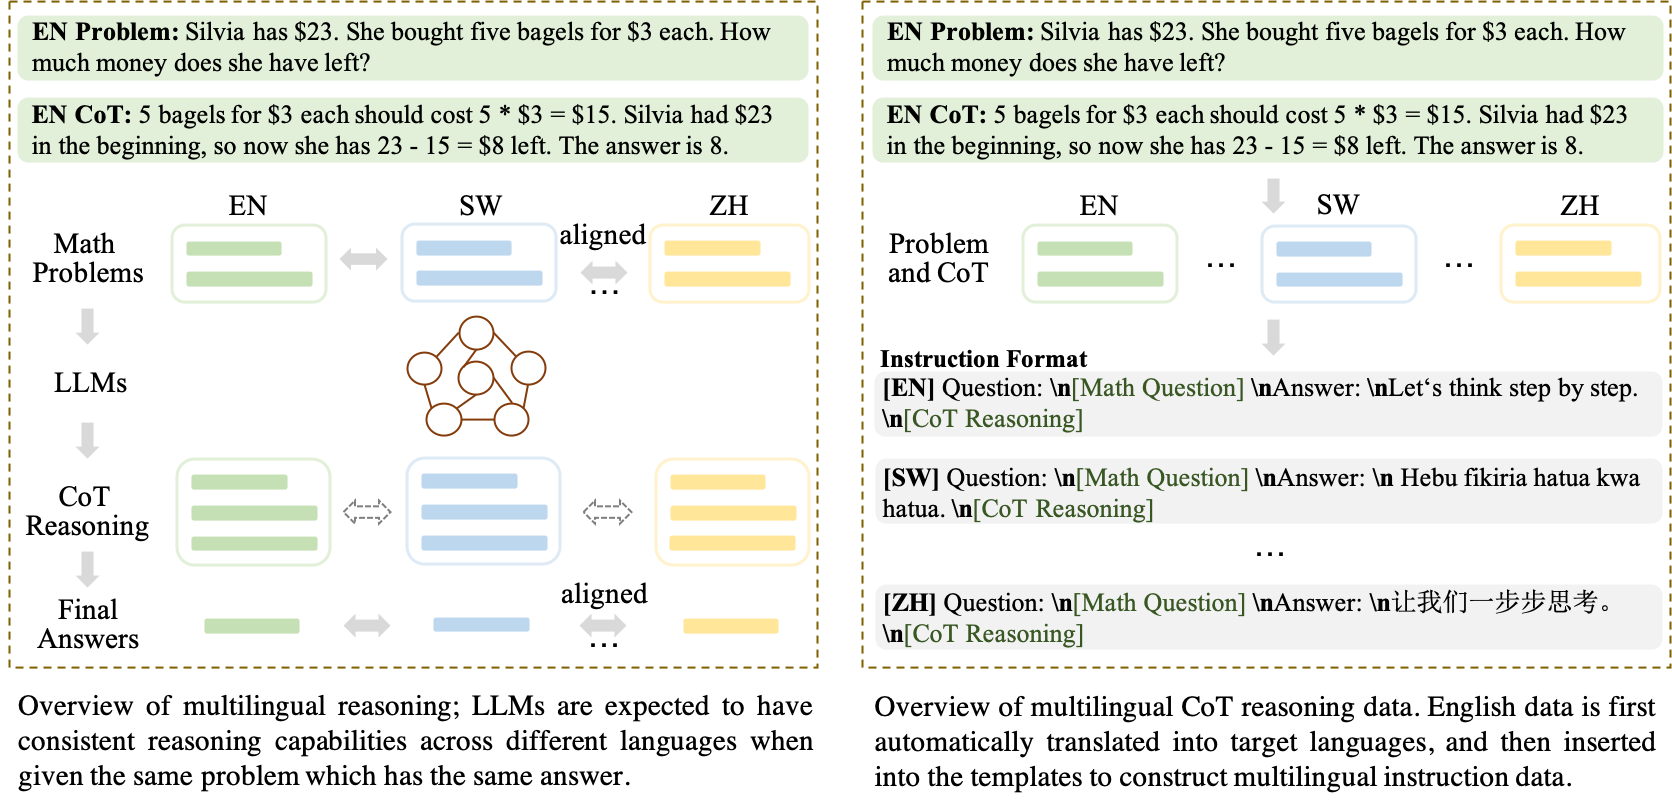 EN Problem: Silvia has $23. She bought five bagels for $3 each. How
much money does she have left?
EN CoT: 5 bagels for $3 each should cost 5 * $3 = $15. Silvia had $23
in the beginning, so now she has 23 - 15 = $8 left. The answer is 8.
EN SW ZH
aligned
Math
Problems
...
LLMs
CoT
Reasoning
aligned
Final
Answers
...
Overview of multilingual reasoning; LLMs are expected to have
consistent reasoning capabilities across different languages when
given the same problem which has the same answer.
EN Problem: Silvia has $23. She bought five bagels for $3 each. How
much money does she have left?
EN CoT: 5 bagels for $3 each should cost 5 * $3 = $15. Silvia had $23
in the beginning, so now she has 23 - 15 = $8 left. The answer is 8.
EN SW ZH
Problem
and CoT
... ...
Instruction Format
[EN] Question: \n[Math Question] \nAnswer: \nLet‘s think step by step.
\n[CoT Reasoning]
[SW] Question: \n[Math Question] \nAnswer: \n Hebu fikiria hatua kwa
hatua. \n[CoT Reasoning]
...
[ZH] Question: \n[Math Question] \nAnswer: \n让我们一步步思考。
\n[CoT Reasoning]
Overview of multilingual CoT reasoning data. English data is first
automatically translated into target languages, and then inserted
into the templates to construct multilingual instruction data.